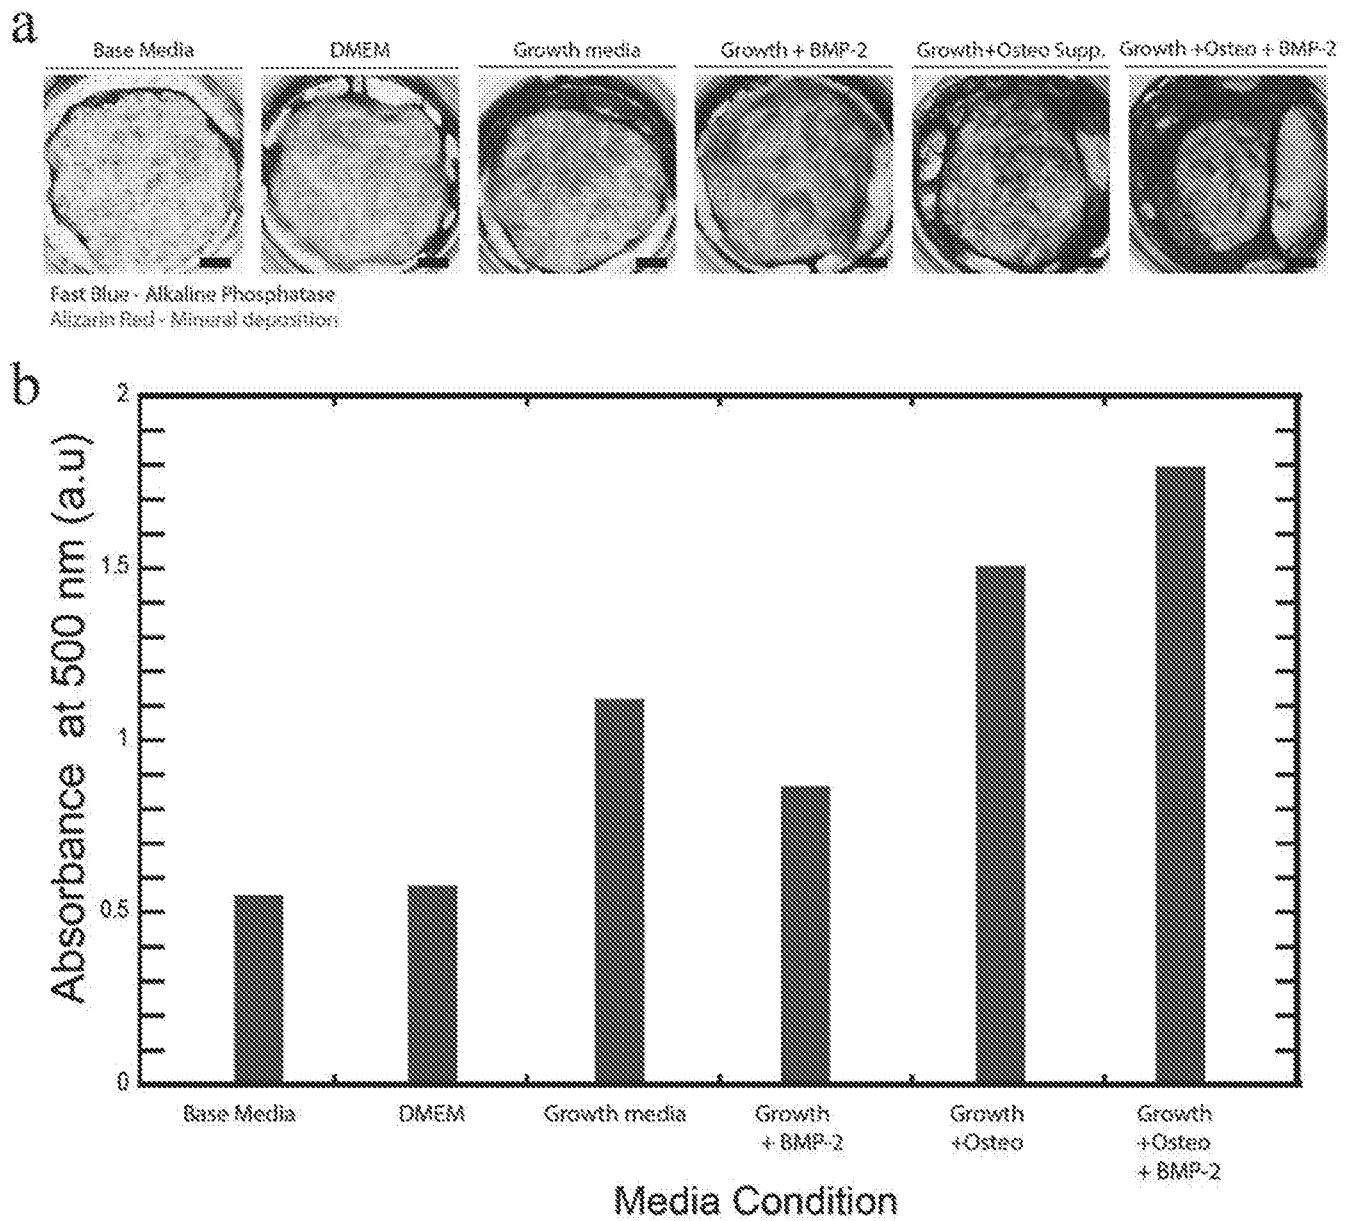 a
Base Media
DMEM
Growth media
Growth + BMP-2
Growth+Osteo Supp.
Growth +Osteo + BMP-2
Fast Blue - Alkaline Phosphatase
Alizarin Red - Mineral deposition
b
2
1.5
1
0.5
0
Absorbance at 500 nm (a.u)
Base Media
DMEM
Growth media
Growth
+ BMP-2
Growth
+Osteo
Growth
+Osteo
+ BMP-2
Media Condition